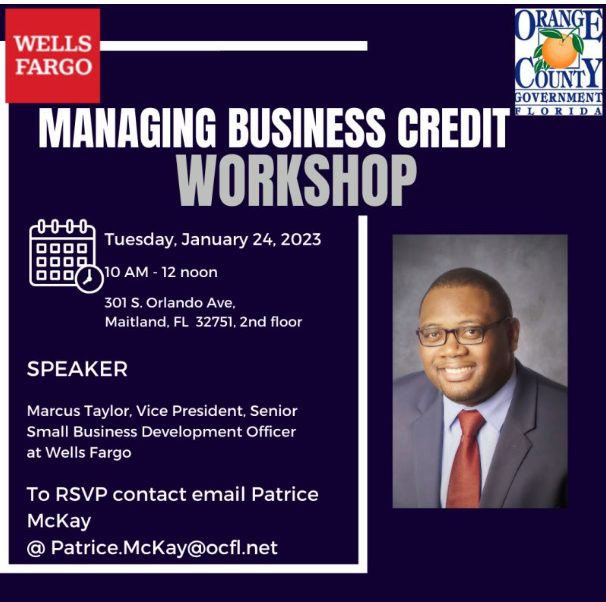 WELLS
FARGO
ORANGE
COUNTY
GOVERNMENT
FLORIDA
MANAGING BUSINESS CREDIT
WORKSHOP
Tuesday, January 24, 2023
10 AM - 12 noon
301 S. Orlando Ave,
Maitland, FL 32751, 2nd floor
SPEAKER
Marcus Taylor, Vice President, Senior
Small Business Development Officer
at Wells Fargo
To RSVP contact email Patrice
McKay
@ Patrice.McKay@ocfl.net